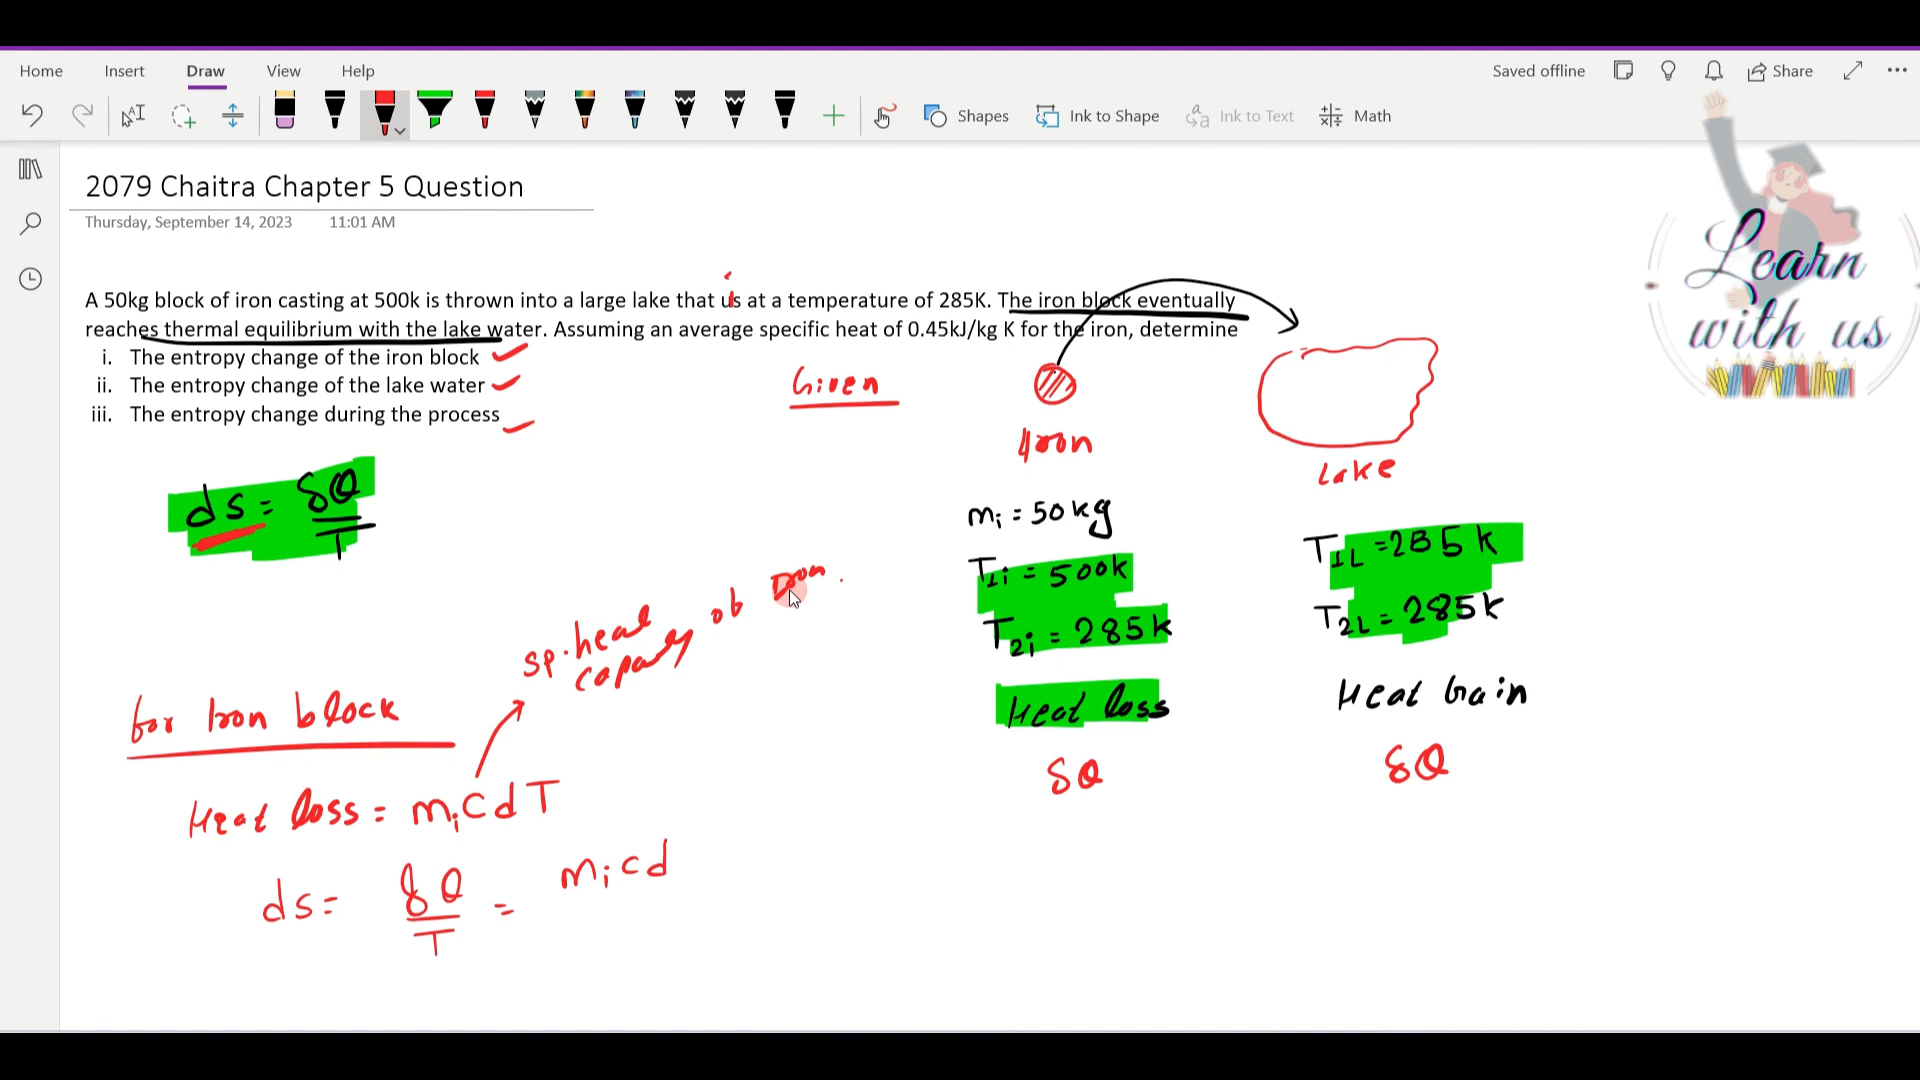 Home Insert Draw View Help Saved offline Share
Shapes Ink to Shape Ink to Text Math
2079 Chaitra Chapter 5 Question
Thursday, September 14, 2023 11:01 AM
A 50kg block of iron casting at 500k is thrown into a large lake that is at a temperature of 285K. The iron block eventually
reaches thermal equilibrium with the lake water. Assuming an average specific heat of 0.45kJ/kg K for the iron, determine
i. The entropy change of the iron block
ii. The entropy change of the lake water
iii. The entropy change during the process
Given
Iron
Lake
ds = δQ/T
mi = 50kg
T1i = 500k
T2i = 285k
Heat loss
δQ
T1L = 285k
T2L = 285k
Heat Gain
δQ
sp. heat
capacity of Iron.
for Iron block
Heat loss = miCdT
ds = δQ/T = micd
Learn
with us